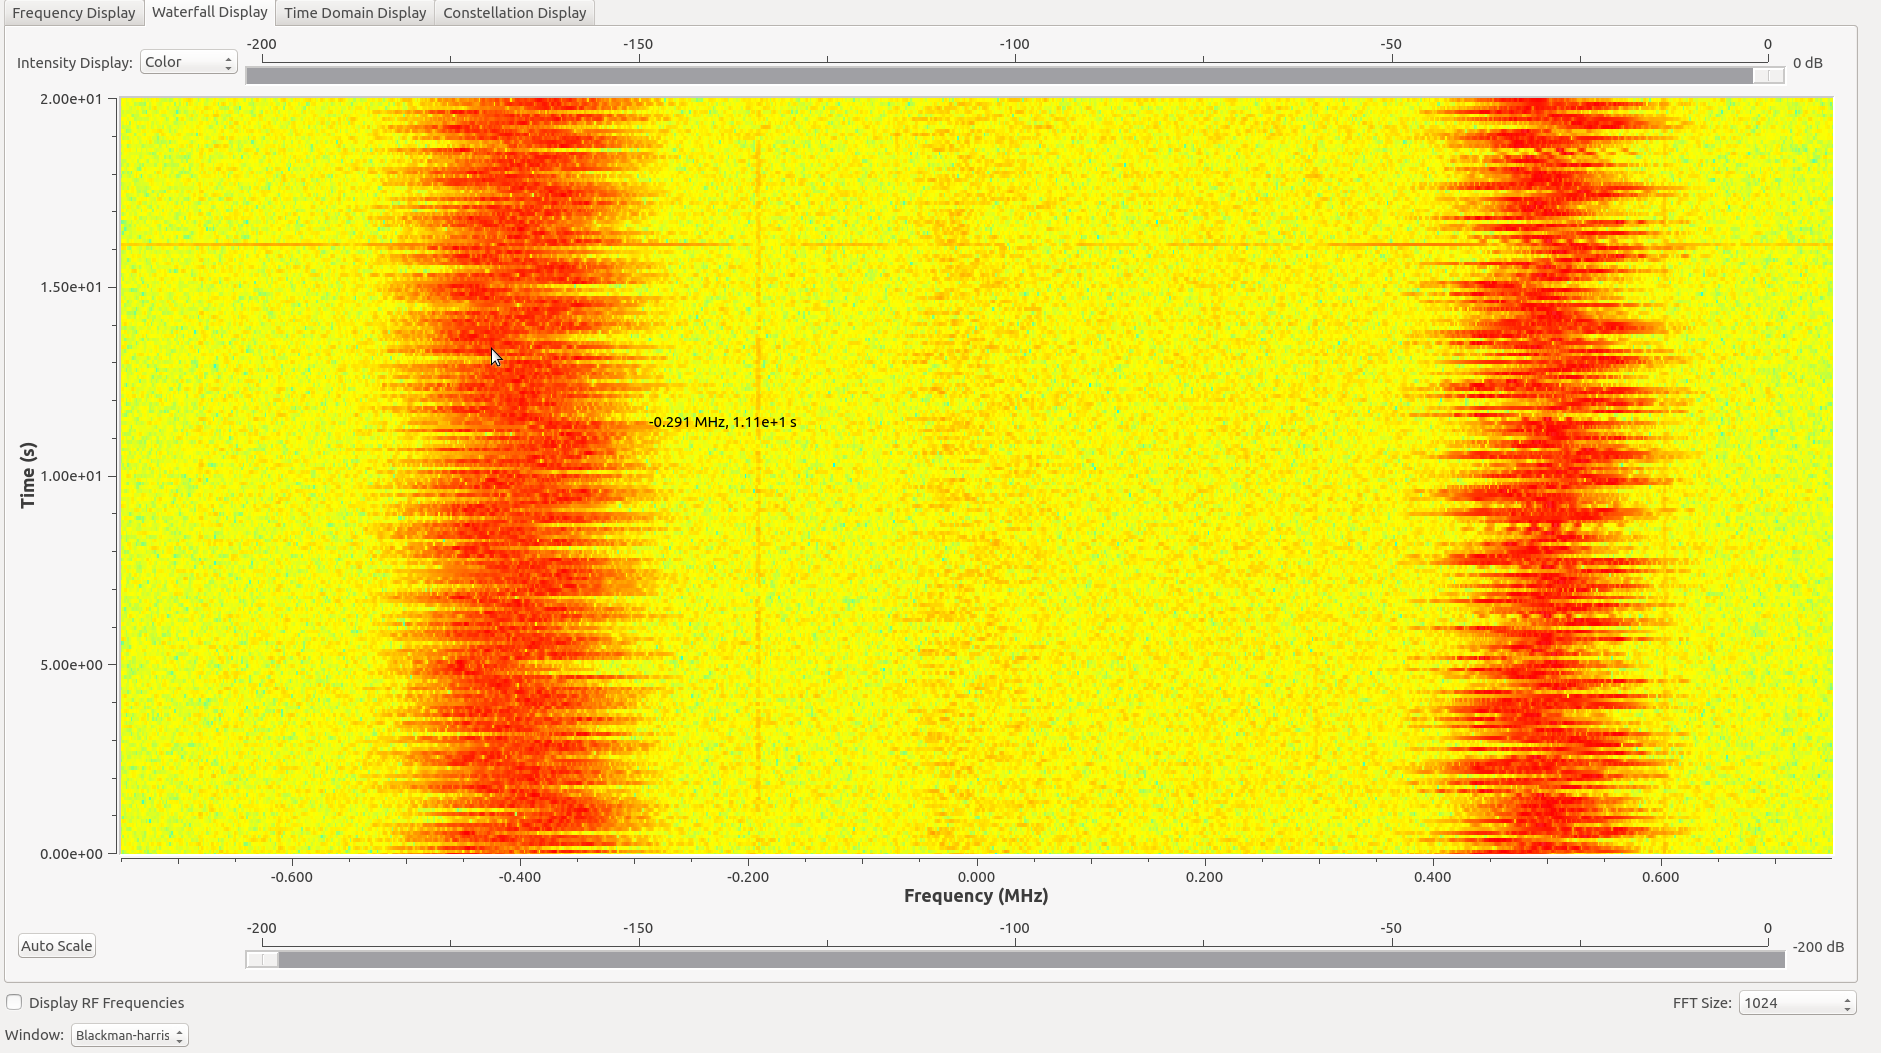 Frequency Display Waterfall Display Time Domain Display Constellation Display
-200 -150 -100 -50 0
Intensity Display: Color 0 dB
2.00e+01
1.50e+01
-0.291 MHz, 1.11e+1 s
Time (s)
1.00e+01
5.00e+00
0.00e+00
-0.600 -0.400 -0.200 0.000 0.200 0.400 0.600
Frequency (MHz)
-200 -150 -100 -50 0
Auto Scale -200 dB
Display RF Frequencies FFT Size: 1024
Window: Blackman-harris